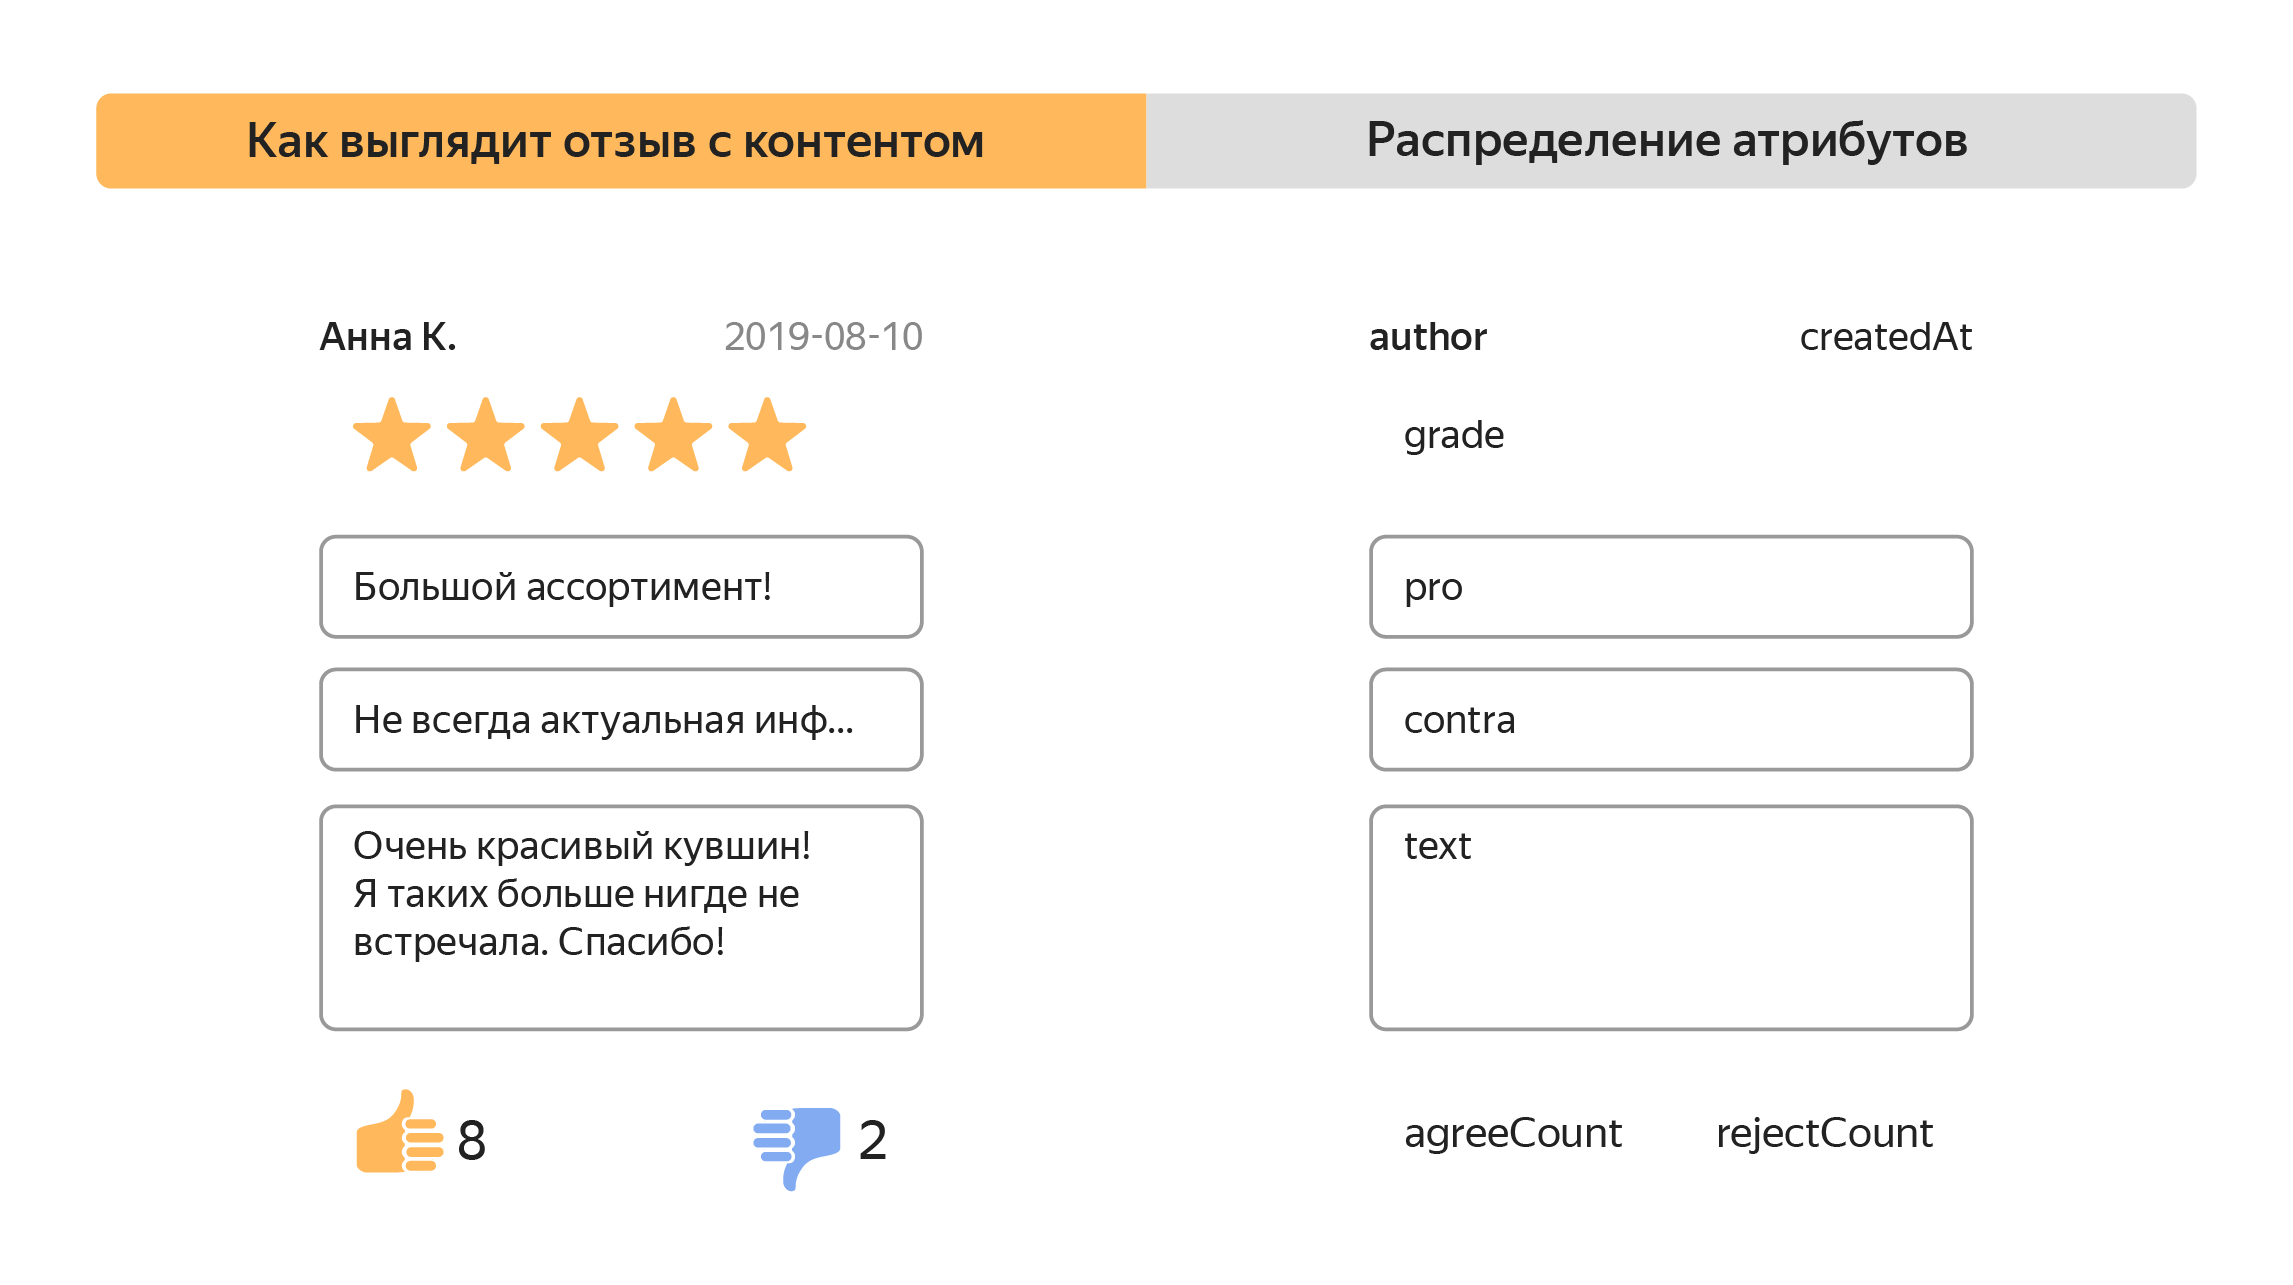 Как выглядит отзыв с контентом
Распределение атрибутов
Анна К.
2019-08-10
Большой ассортимент!
Не всегда актуальная инф...
Очень красивый кувшин!
Я таких больше нигде не
встречала. Спасибо!
8
2
author
createdAt
grade
pro
contra
text
agreeCount
rejectCount